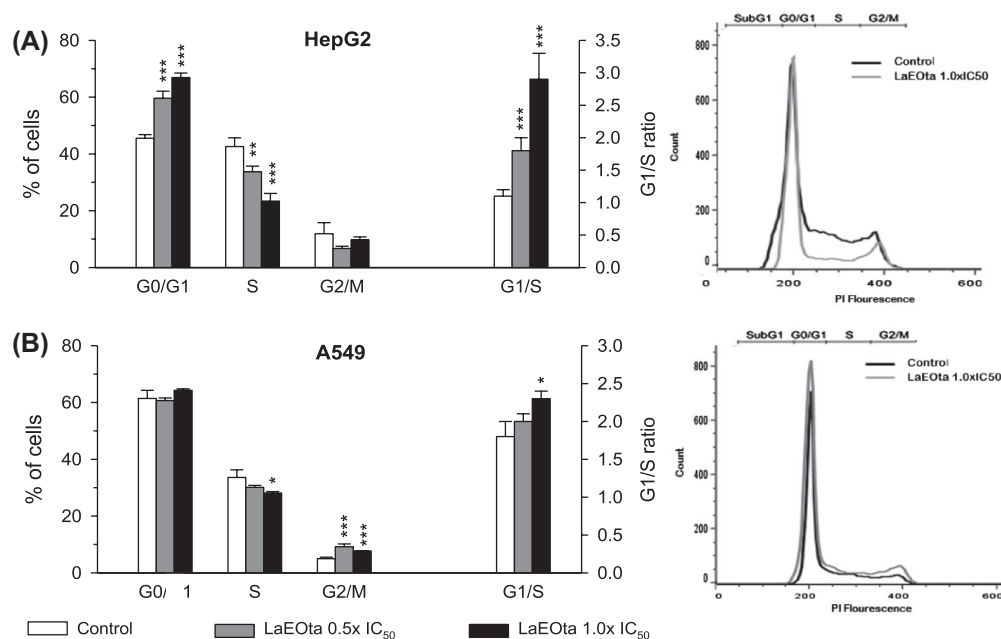 (A)
HepG2
80
60
40
20
0
% of cells
*** ***
** ***
*** ***
G0/G1 S G2/M G1/S
3.5
3.0
2.5
2.0
1.5
1.0
0.5
0.0
G1/S ratio
SubG1 G0/G1 S G2/M
Control
LaEOta 1.0xIC50
800
600
400
200
0
Count
0 200 400 600
PI Flourescence
(B)
A549
80
60
40
20
0
% of cells
*
*** ***
*
G0/ 1 S G2/M G1/S
3.0
2.5
2.0
1.5
1.0
0.5
0.0
G1/S ratio
SubG1 G0/G1 S G2/M
Control
LaEOta 1.0xIC50
800
600
400
200
0
Count
0 200 400 600
PI Flourescence
Control LaEOta 0.5x IC50 LaEOta 1.0x IC50